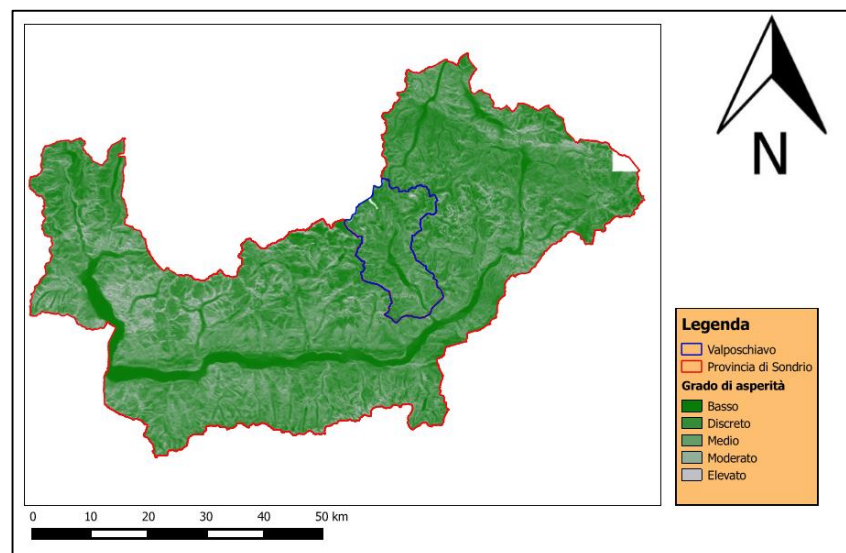 N
Legenda
Valposchiavo
Provincia di Sondrio
Grado di asperità
Basso
Discreto
Medio
Moderato
Elevato
0 10 20 30 40 50 km